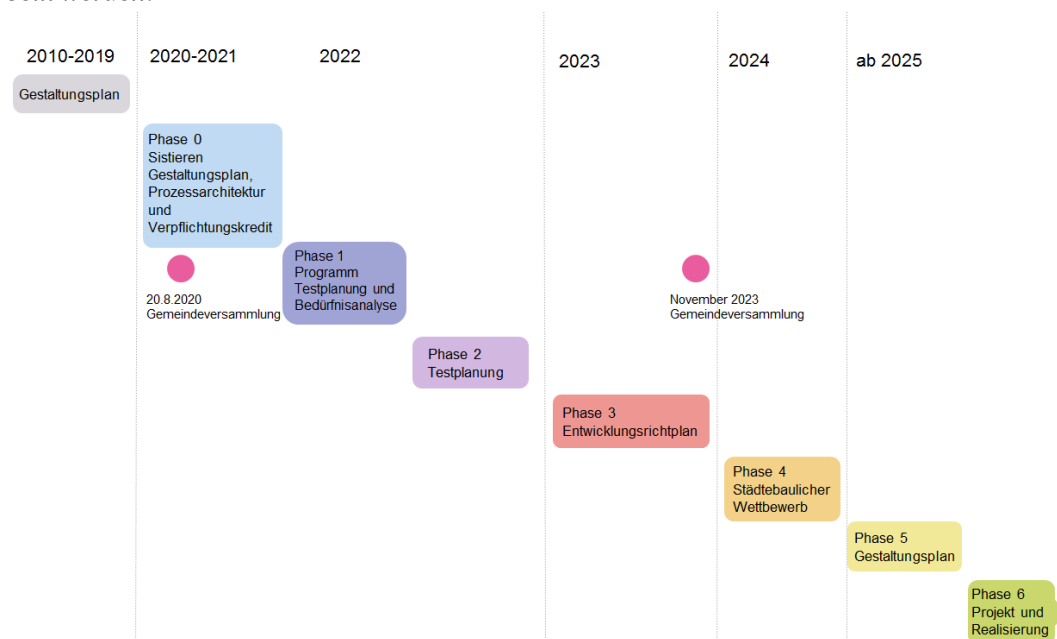 2010-2019
2020-2021
2022
2023
2024
ab 2025
Gestaltungsplan
Phase 0
Sistieren
Gestaltungsplan,
Prozessarchitektur
und
Verpflichtungskredit
20.8.2020
Gemeindeversammlung
Phase 1
Programm
Testplanung und
Bedürfnisanalyse
November 2023
Gemeindeversammlung
Phase 2
Testplanung
Phase 3
Entwicklungsrichtplan
Phase 4
Städtebaulicher
Wettbewerb
Phase 5
Gestaltungsplan
Phase 6
Projekt und
Realisierung